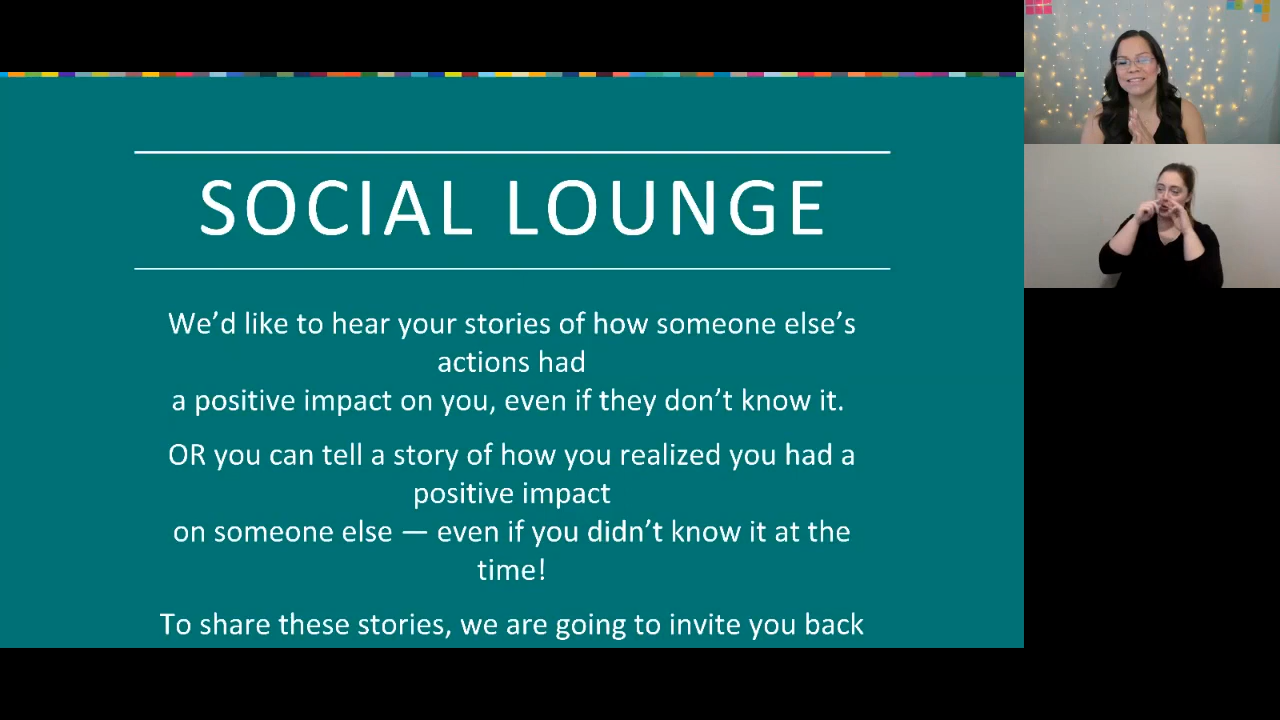 SOCIAL LOUNGE
We’d like to hear your stories of how someone else’s
actions had
a positive impact on you, even if they don’t know it.
OR you can tell a story of how you realized you had a
positive impact
on someone else — even if you didn’t know it at the
time!
To share these stories, we are going to invite you back